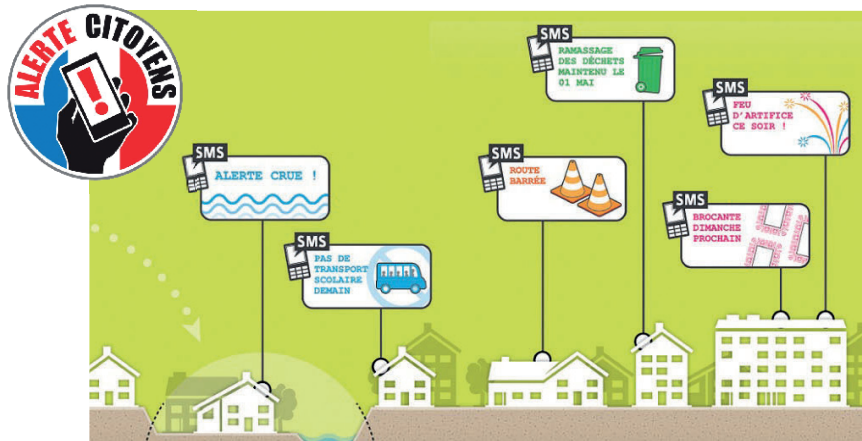 ALERTE CITOYENS
SMS
RAMASSAGE
DES DÉCHETS
MAINTENU LE
01 MAI
SMS
FEU
D'ARTIFICE
CE SOIR !
SMS
ALERTE CRUE !
SMS
ROUTE
BARRÉE
SMS
BROCANTE
DIMANCHE
PROCHAIN
SMS
PAS DE
TRANSPORT
SCOLAIRE
DEMAIN